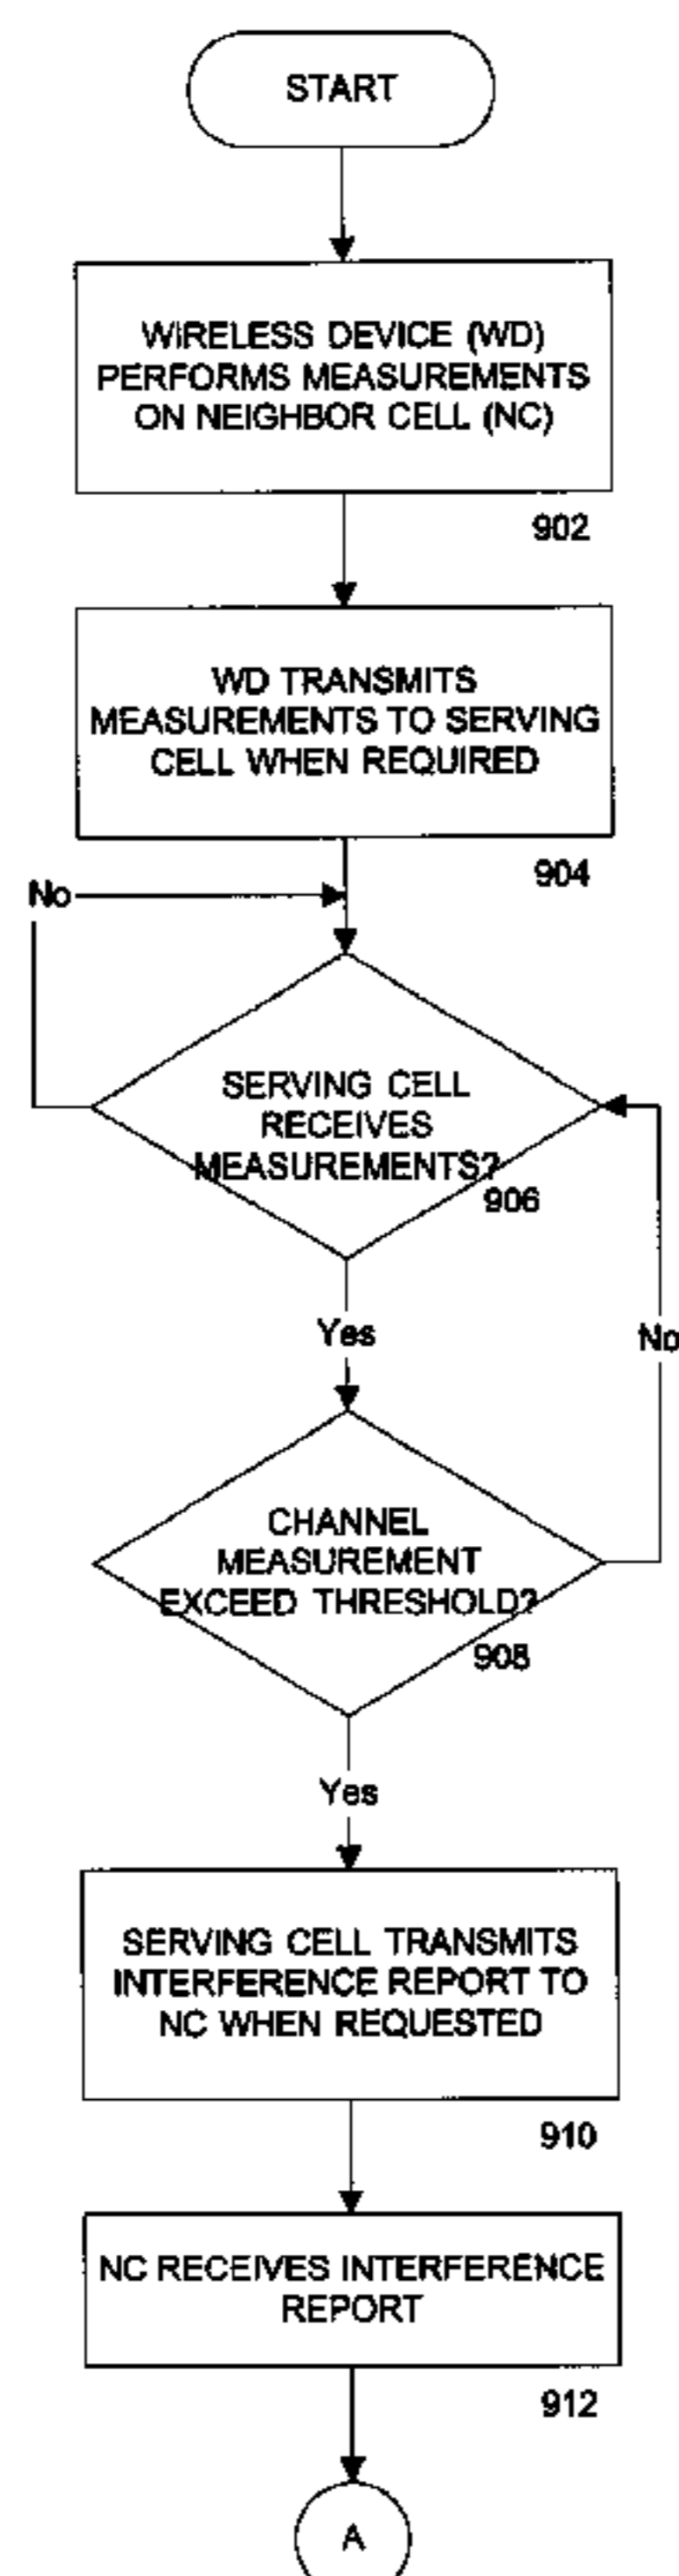 START
WIRELESS DEVICE (WD)
PERFORMS MEASUREMENTS
ON NEIGHBOR CELL (NC)
902
WD TRANSMITS
MEASUREMENTS TO SERVING
CELL WHEN REQUIRED
904
No
SERVING CELL
RECEIVES
MEASUREMENTS?
906
Yes
No
CHANNEL
MEASUREMENT
EXCEED THRESHOLD?
908
Yes
SERVING CELL TRANSMITS
INTERFERENCE REPORT TO
NC WHEN REQUESTED
910
NC RECEIVES INTERFERENCE
REPORT
912
A